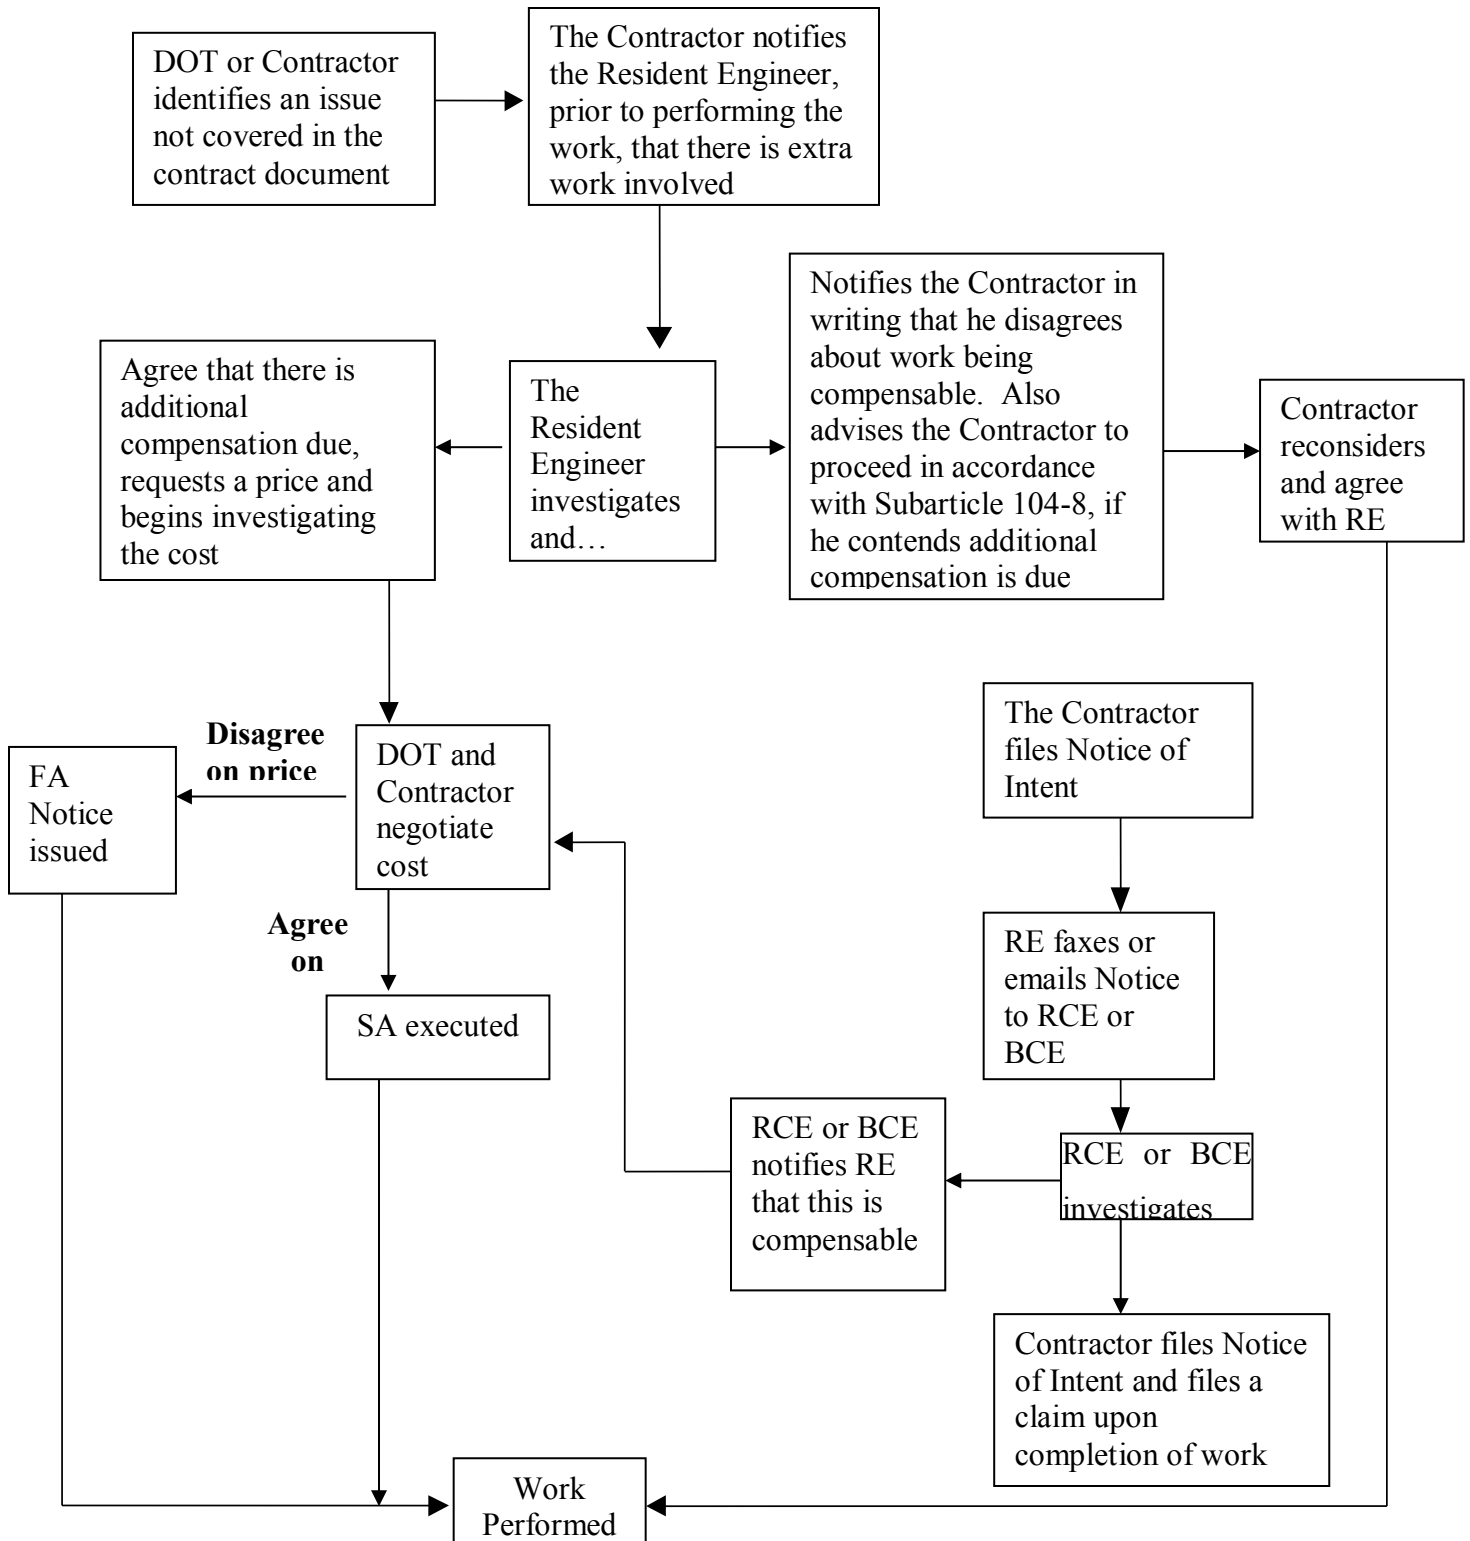 DOT or Contractor
identifies an issue
not covered in the
contract document
The Contractor notifies
the Resident Engineer,
prior to performing the
work, that there is extra
work involved
Agree that there is
additional
compensation due,
requests a price and
begins investigating
the cost
The
Resident
Engineer
investigates
and…
Notifies the Contractor in
writing that he disagrees
about work being
compensable.  Also
advises the Contractor to
proceed in accordance
with Subarticle 104-8, if
he contends additional
compensation is due
Contractor
reconsiders
and agree
with RE
FA
Notice
issued
Disagree
on price
DOT and
Contractor
negotiate
cost
The Contractor
files Notice of
Intent
Agree
on
SA executed
RE faxes or
emails Notice
to RCE or
BCE
RCE or BCE
notifies RE
that this is
compensable
RCE or BCE
investigates
Contractor files Notice
of Intent and files a
claim upon
completion of work
Work
Performed